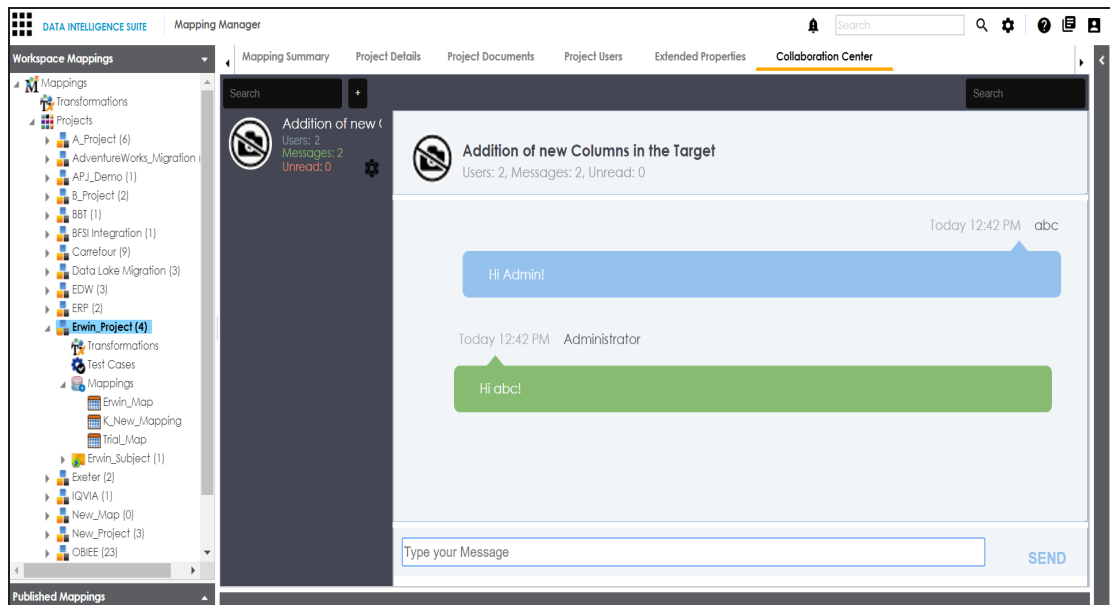 DATA INTELLIGENCE SUITE
Mapping Manager
Search
Workspace Mappings
Mappings
Transformations
Projects
A_Project (6)
AdventureWorks_Migration (
APJ_Demo (1)
B_Project (2)
BBT (1)
BFSI Integration (1)
Carrefour (9)
Data Lake Migration (3)
EDW (3)
ERP (2)
Erwin_Project (4)
Transformations
Test Cases
Mappings
Erwin_Map
K_New_Mapping
Trial_Map
Erwin_Subject (1)
Exeter (2)
IQVIA (1)
New_Map (0)
New_Project (3)
OBIEE (23)
Published Mappings
Mapping Summary
Project Details
Project Documents
Project Users
Extended Properties
Collaboration Center
Search
+
Search
Addition of new (
Users: 2
Messages: 2
Unread: 0
Addition of new Columns in the Target
Users: 2, Messages: 2, Unread: 0
Today 12:42 PM abc
Hi Admin!
Today 12:42 PM Administrator
Hi abc!
Type your Message
SEND